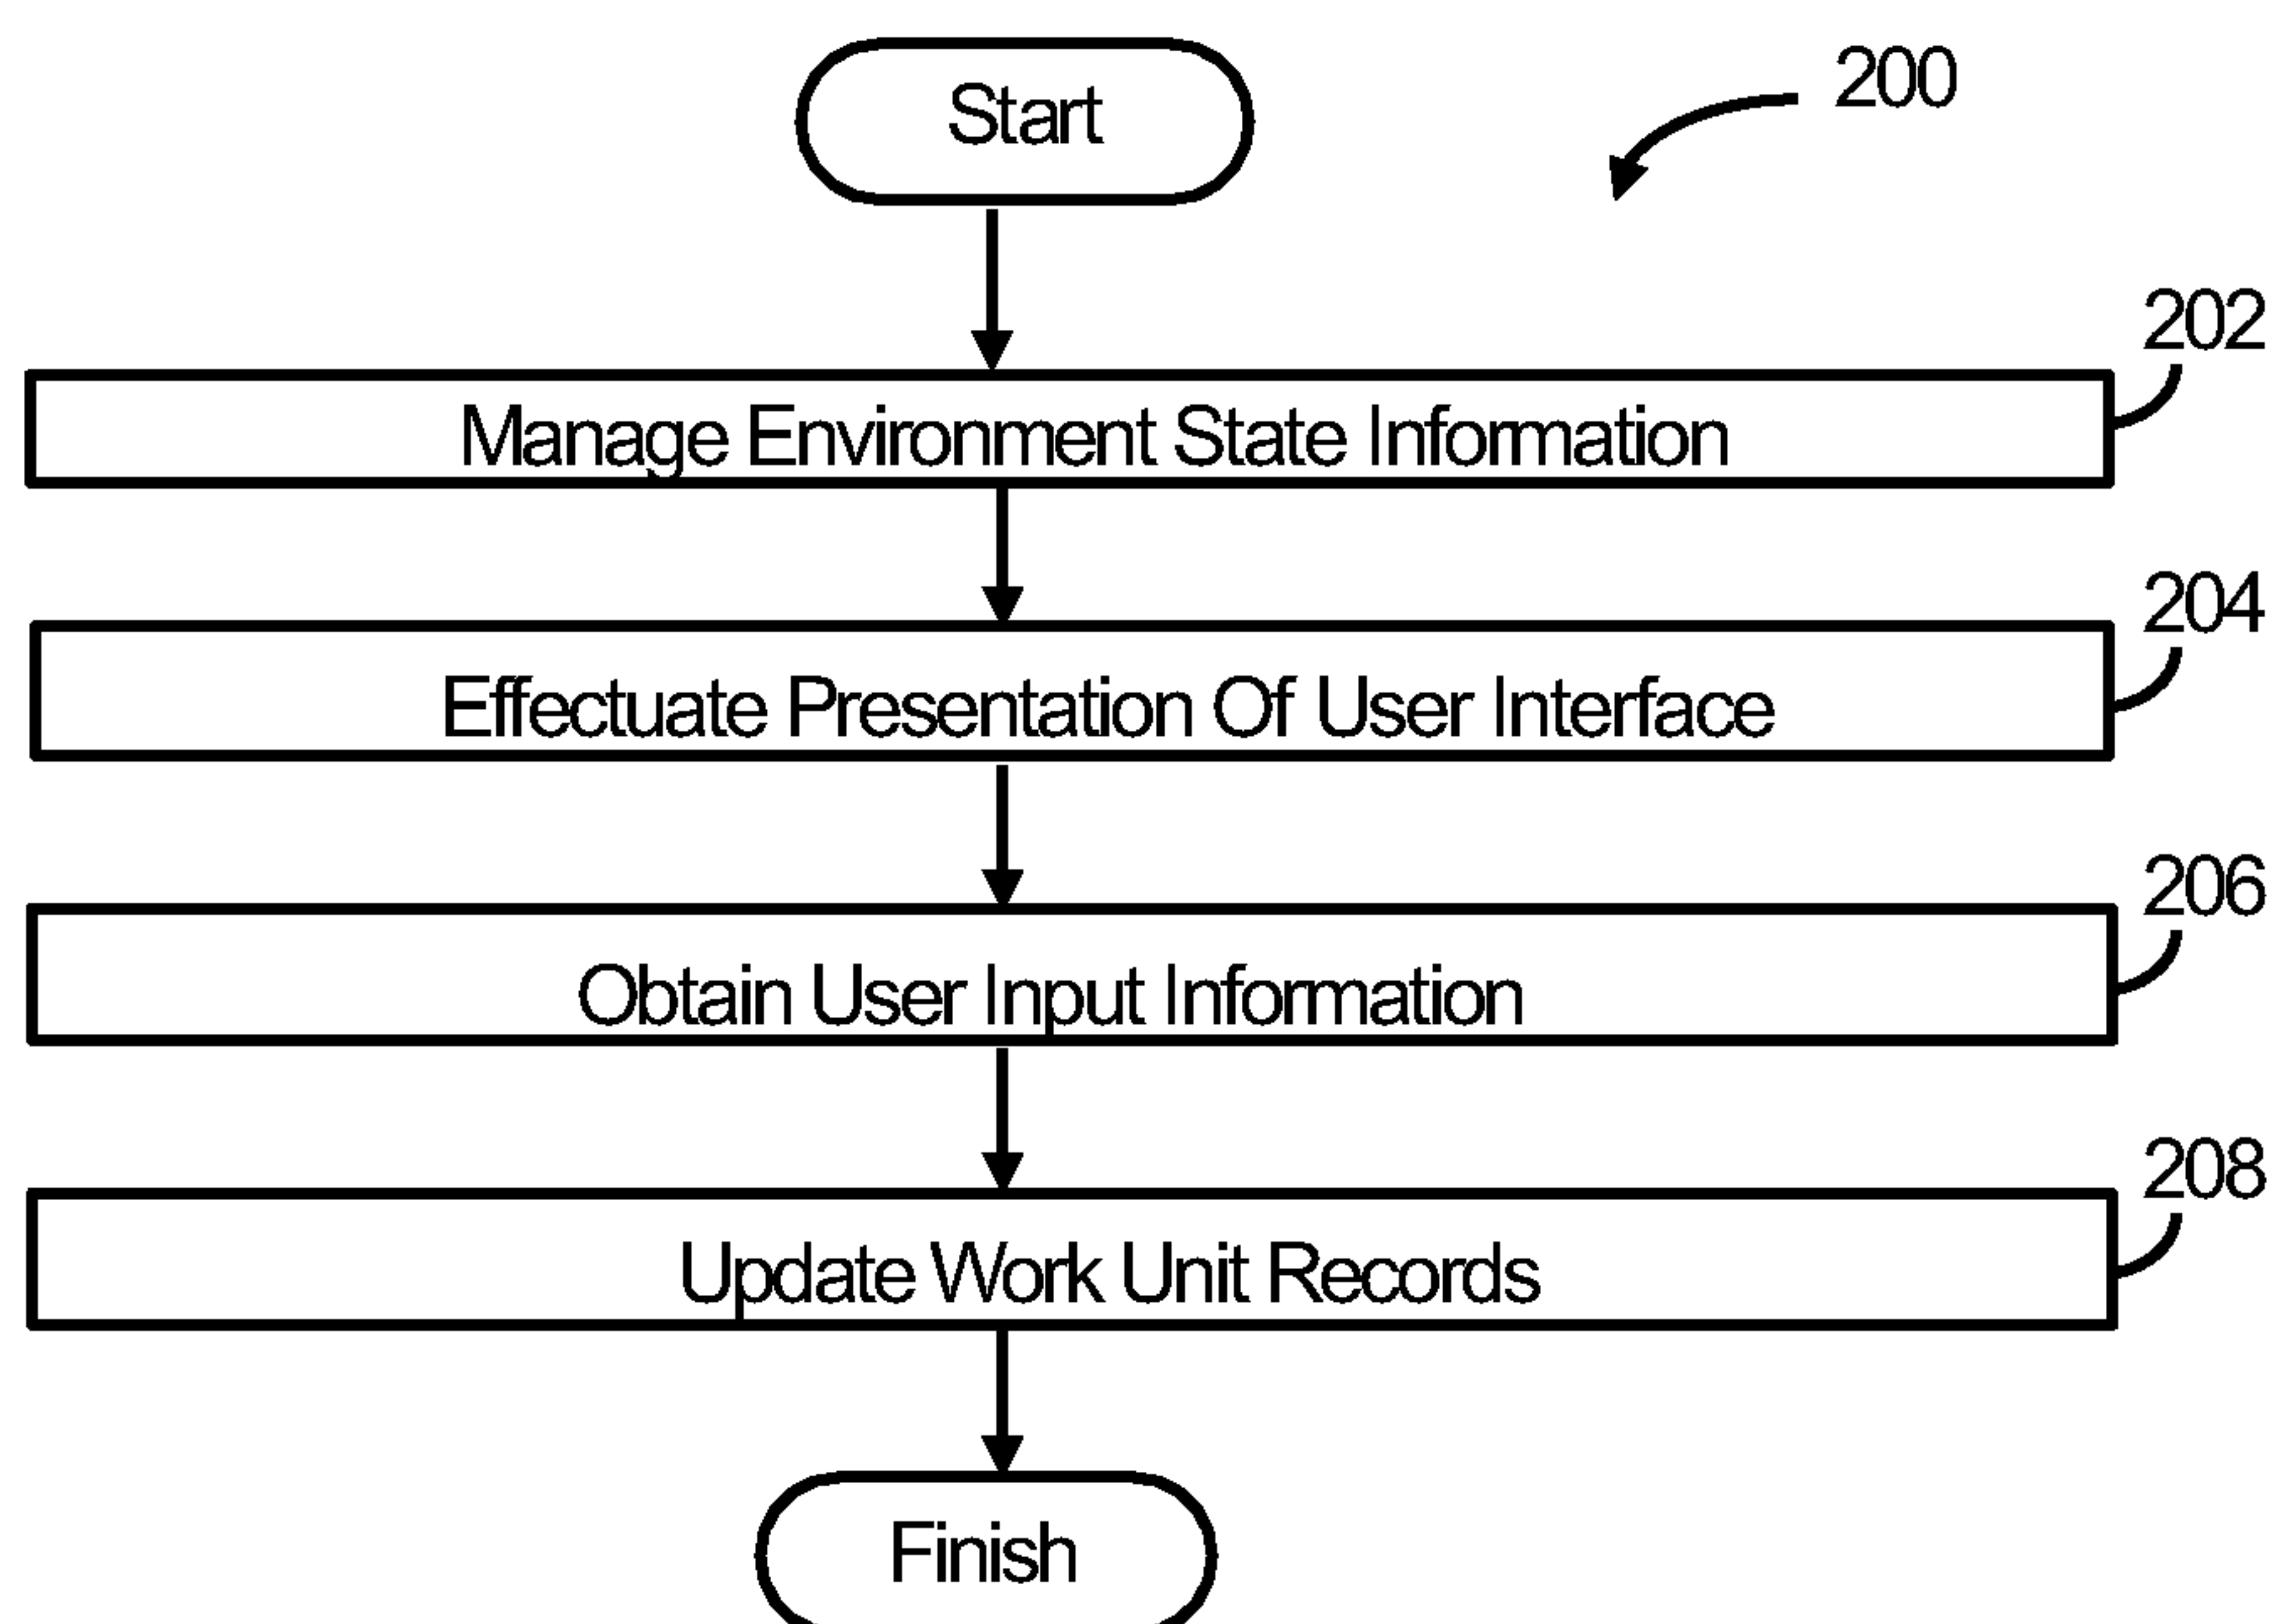 Start
200
202
Manage Environment State Information
204
Effectuate Presentation Of User Interface
206
Obtain User Input Information
208
Update Work Unit Records
Finish